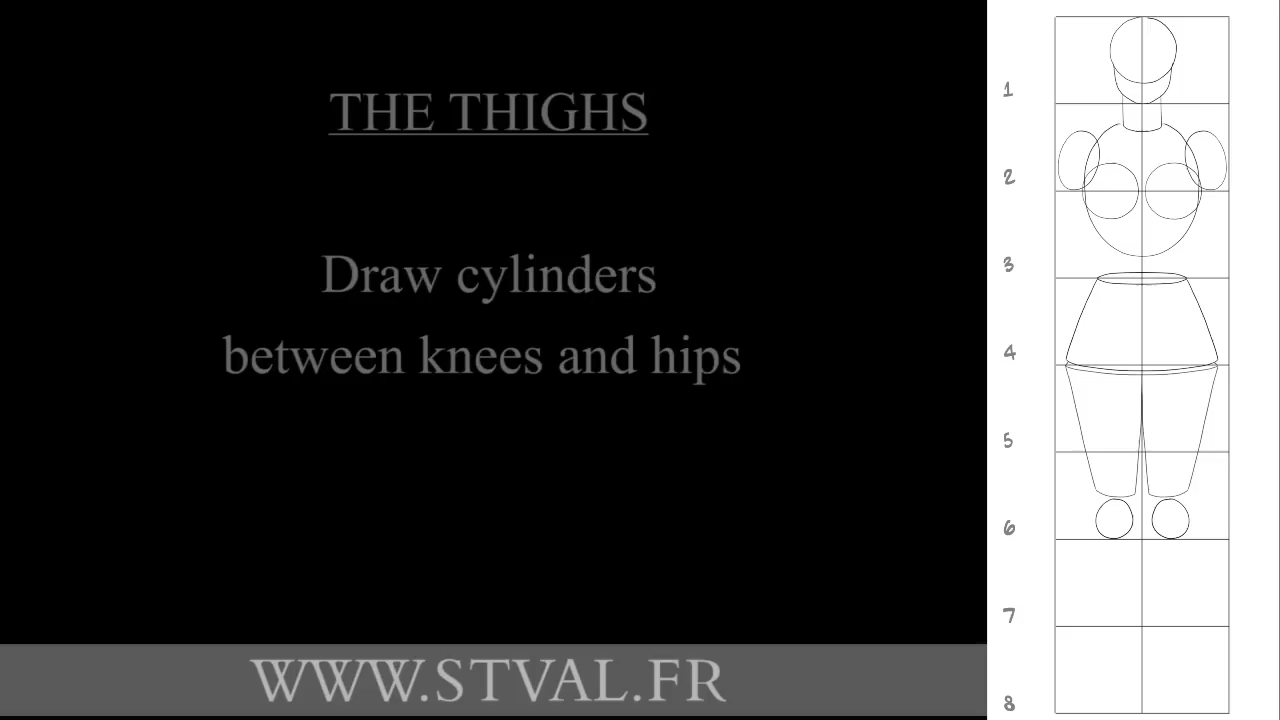 THE THIGHS
Draw cylinders
between knees and hips
WWW.STVAL.FR
1
2
3
4
5
6
7
8